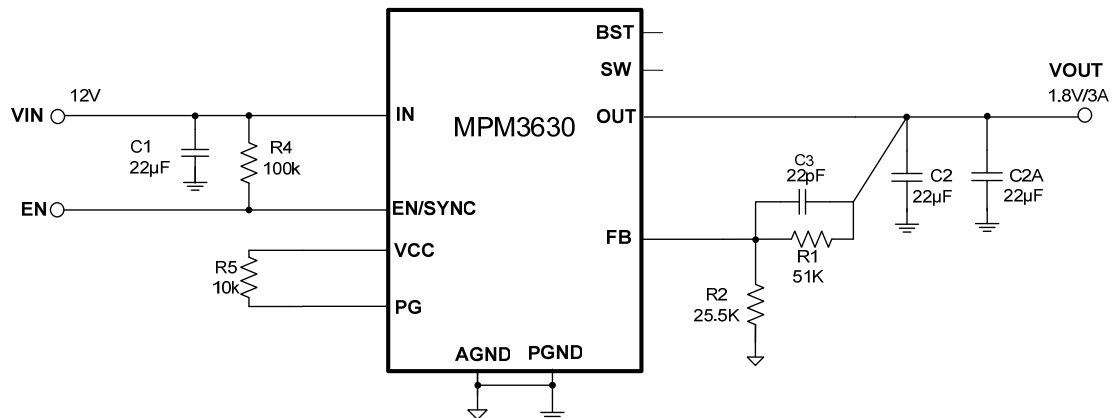 BST
SW
VOUT
1.8V/3A
12V
VIN
IN
OUT
MPM3630
C1
22µF
R4
100k
C3
22pF
C2
22µF
C2A
22µF
EN
EN/SYNC
FB
VCC
R1
51K
R5
10k
R2
25.5K
PG
AGND
PGND